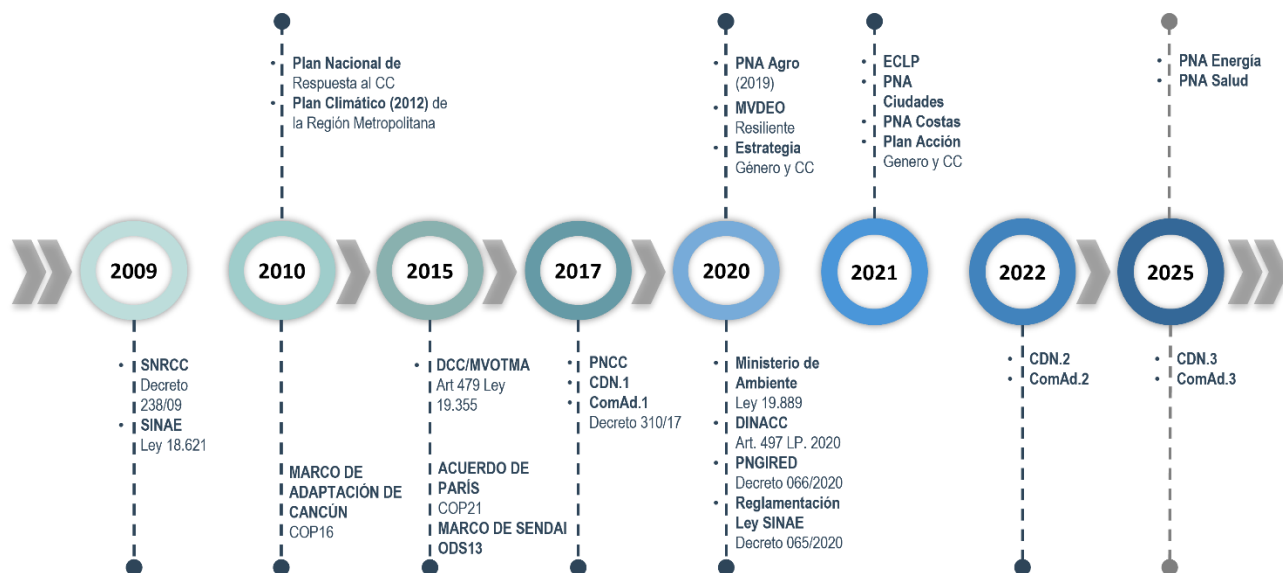 • Plan Nacional de
Respuesta al CC
• Plan Climático (2012) de
la Región Metropolitana
• PNA Agro
(2019)
• MVDEO
Resiliente
• Estrategia
Género y CC
• ECLP
• PNA
Ciudades
• PNA Costas
• Plan Acción
Genero y CC
• PNA Energía
• PNA Salud
2009
2010
2015
2017
2020
2021
2022
2025
• SNRCC
Decreto
238/09
• SINAE
Ley 18.621
MARCO DE
ADAPTACIÓN DE
CANCÚN
COP16
• DCC/MVOTMA
Art 479 Ley
19.355
ACUERDO DE
PARÍS
COP21
MARCO DE SENDAI
ODS13
• PNCC
• CDN.1
• ComAd.1
Decreto 310/17
• Ministerio de
Ambiente
Ley 19.889
• DINACC
Art. 497 LP. 2020
• PNGIRED
Decreto 066/2020
• Reglamentación
Ley SINAE
Decreto 065/2020
• CDN.2
• ComAd.2
• CDN.3
• ComAd.3